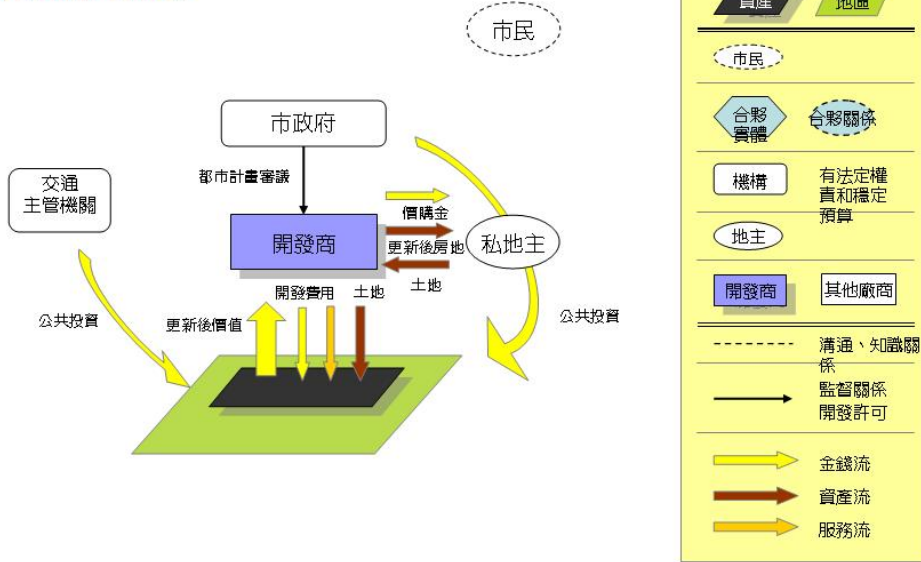 市民
市政府
都市計畫審議
交通
主管機關
價購金
開發商
更新後房地
私地主
土地
開發費用
土地
公共投資
更新後價值
公共投資
資產
地區
市民
合夥
實體
合夥關係
機構
有法定權
責和穩定
預算
地主
開發商
其他廠商
溝通、知識關
係
監督關係
開發許可
金錢流
資產流
服務流